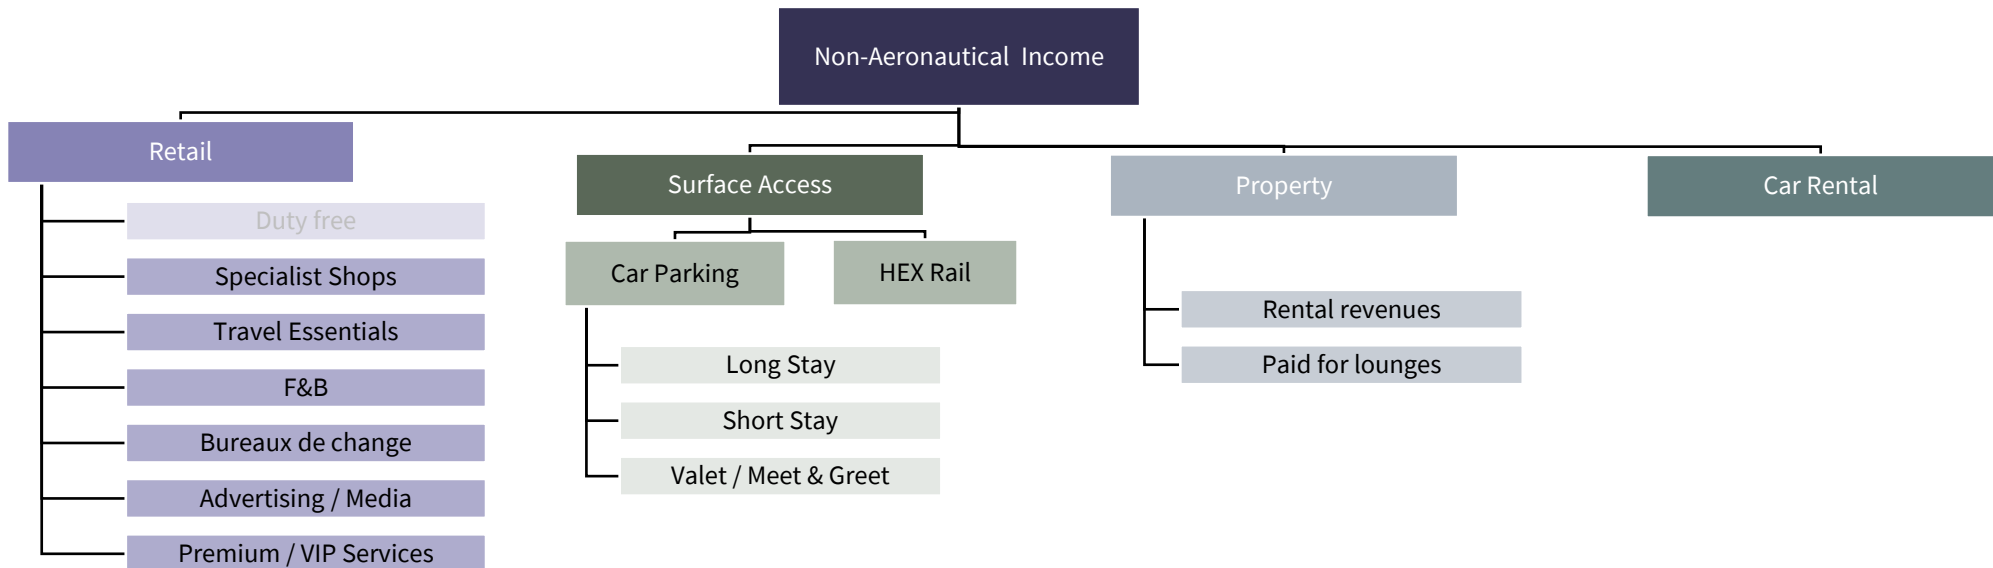 Non-Aeronautical Income
Retail
Duty free
Specialist Shops
Travel Essentials
F&B
Bureaux de change
Advertising / Media
Premium / VIP Services
Surface Access
Car Parking
Long Stay
Short Stay
Valet / Meet & Greet
HEX Rail
Property
Rental revenues
Paid for lounges
Car Rental